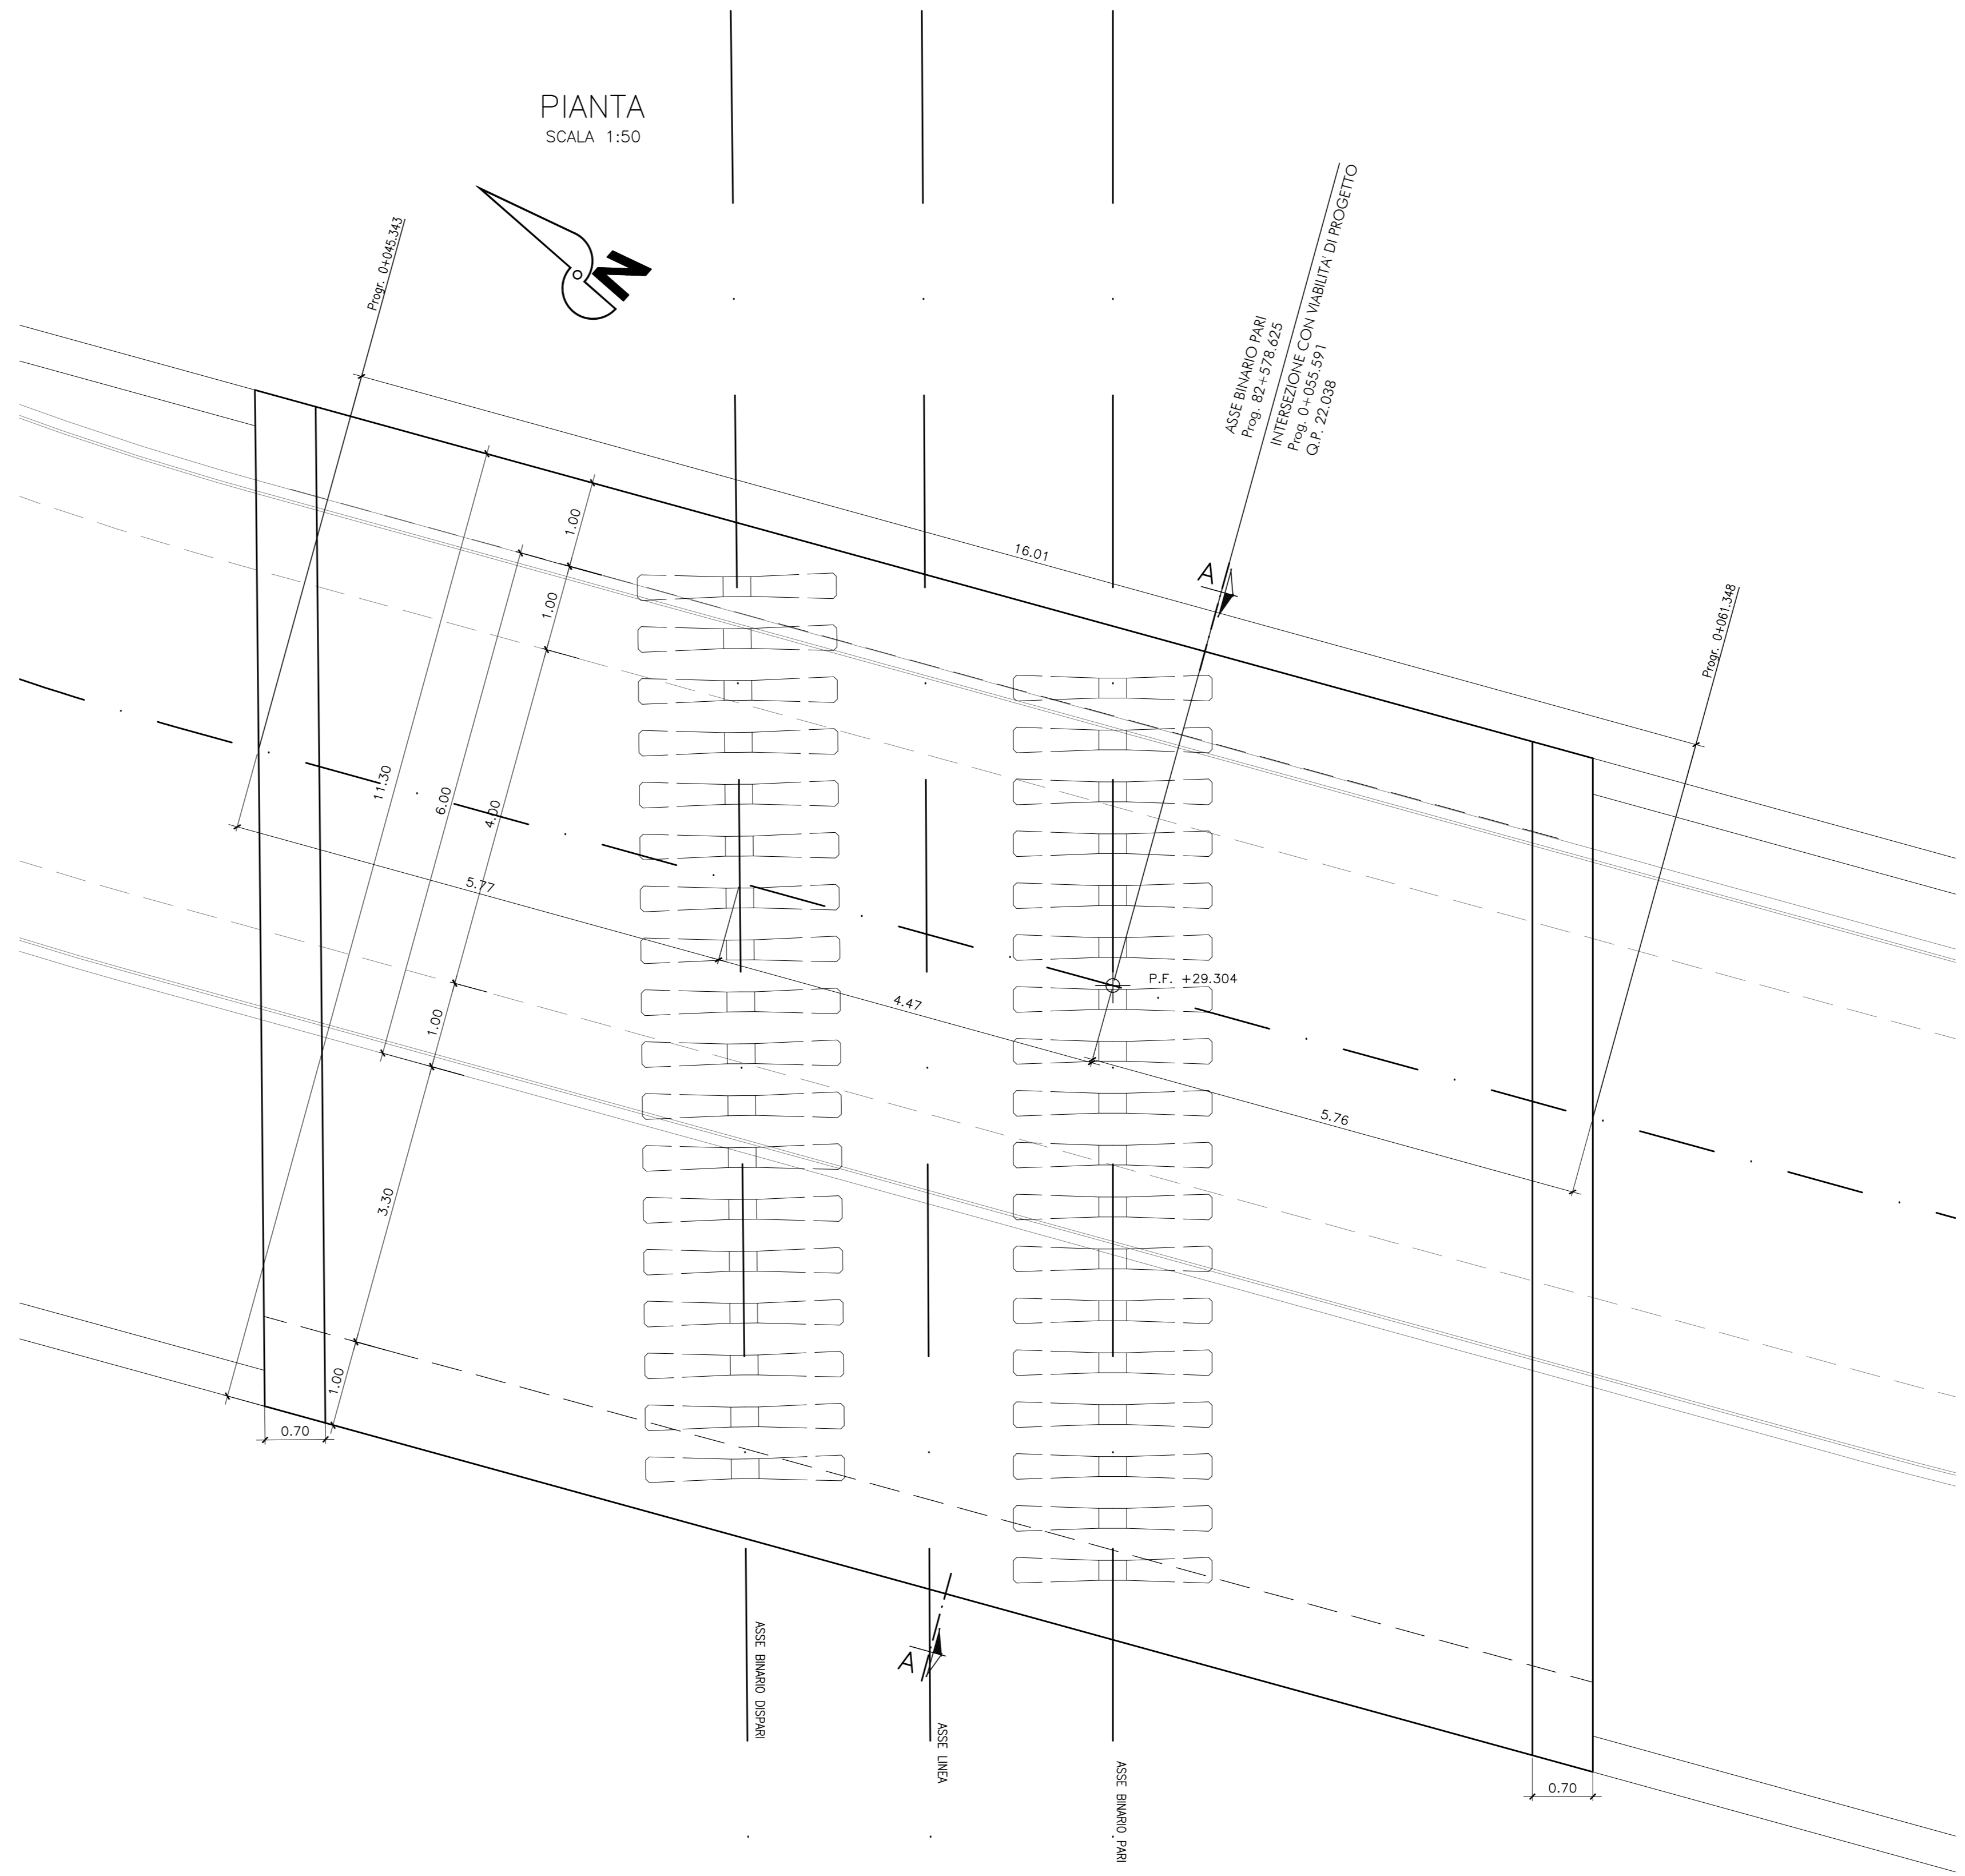 PIANTA
SCALA 1:50
N
Progr. 0+045.343
ASSE BINARIO PARI
Prog. 82+578.625
INTERSEZIONE CON VIABILITA' DI PROGETTO
Prog. 0+055.591
Q.P. 22.038
1.00
16.01
A
1.00
Progr. 0+061.348
11.30
6.00
4.00
5.77
P.F. +29.304
4.47
1.00
5.76
3.30
1.00
0.70
A
ASSE BINARIO DISPARI
ASSE LINEA
ASSE BINARIO PARI
0.70